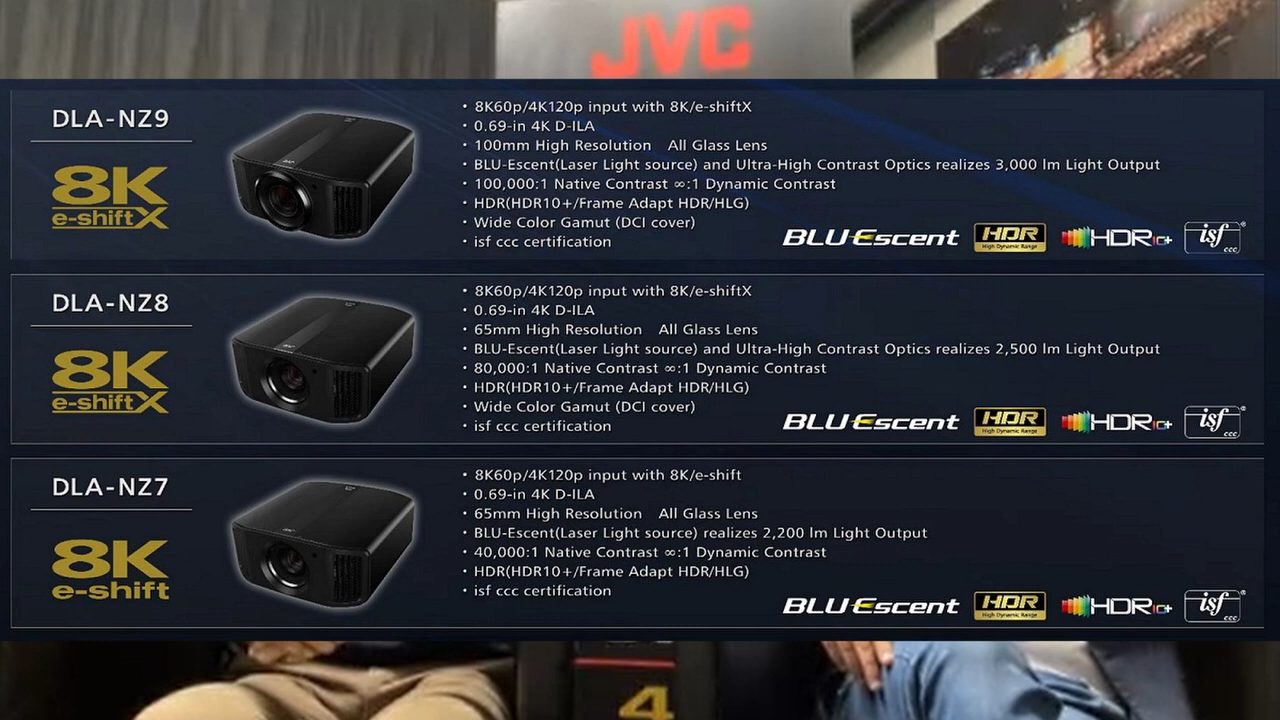 JVC
DLA-NZ9
8K
e-shiftX
• 8K60p/4K120p input with 8K/e-shiftX
• 0.69-in 4K D-ILA
• 100mm High Resolution All Glass Lens
• BLU-Escent(Laser Light source) and Ultra-High Contrast Optics realizes 3,000 lm Light Output
• 100,000:1 Native Contrast ∞:1 Dynamic Contrast
• HDR(HDR10+/Frame Adapt HDR/HLG)
• Wide Color Gamut (DCI cover)
• isf ccc certification
BLU-Escent
HDR
High Dynamic Range
HDR10+
isf ccc
DLA-NZ8
8K
e-shiftX
• 8K60p/4K120p input with 8K/e-shiftX
• 0.69-in 4K D-ILA
• 65mm High Resolution All Glass Lens
• BLU-Escent(Laser Light source) and Ultra-High Contrast Optics realizes 2,500 lm Light Output
• 80,000:1 Native Contrast ∞:1 Dynamic Contrast
• HDR(HDR10+/Frame Adapt HDR/HLG)
• Wide Color Gamut (DCI cover)
• isf ccc certification
BLU-Escent
HDR
High Dynamic Range
HDR10+
isf ccc
DLA-NZ7
8K
e-shift
• 8K60p/4K120p input with 8K/e-shift
• 0.69-in 4K D-ILA
• 65mm High Resolution All Glass Lens
• BLU-Escent(Laser Light source) realizes 2,200 lm Light Output
• 40,000:1 Native Contrast ∞:1 Dynamic Contrast
• HDR(HDR10+/Frame Adapt HDR/HLG)
• isf ccc certification
BLU-Escent
HDR
High Dynamic Range
HDR10+
isf ccc
4